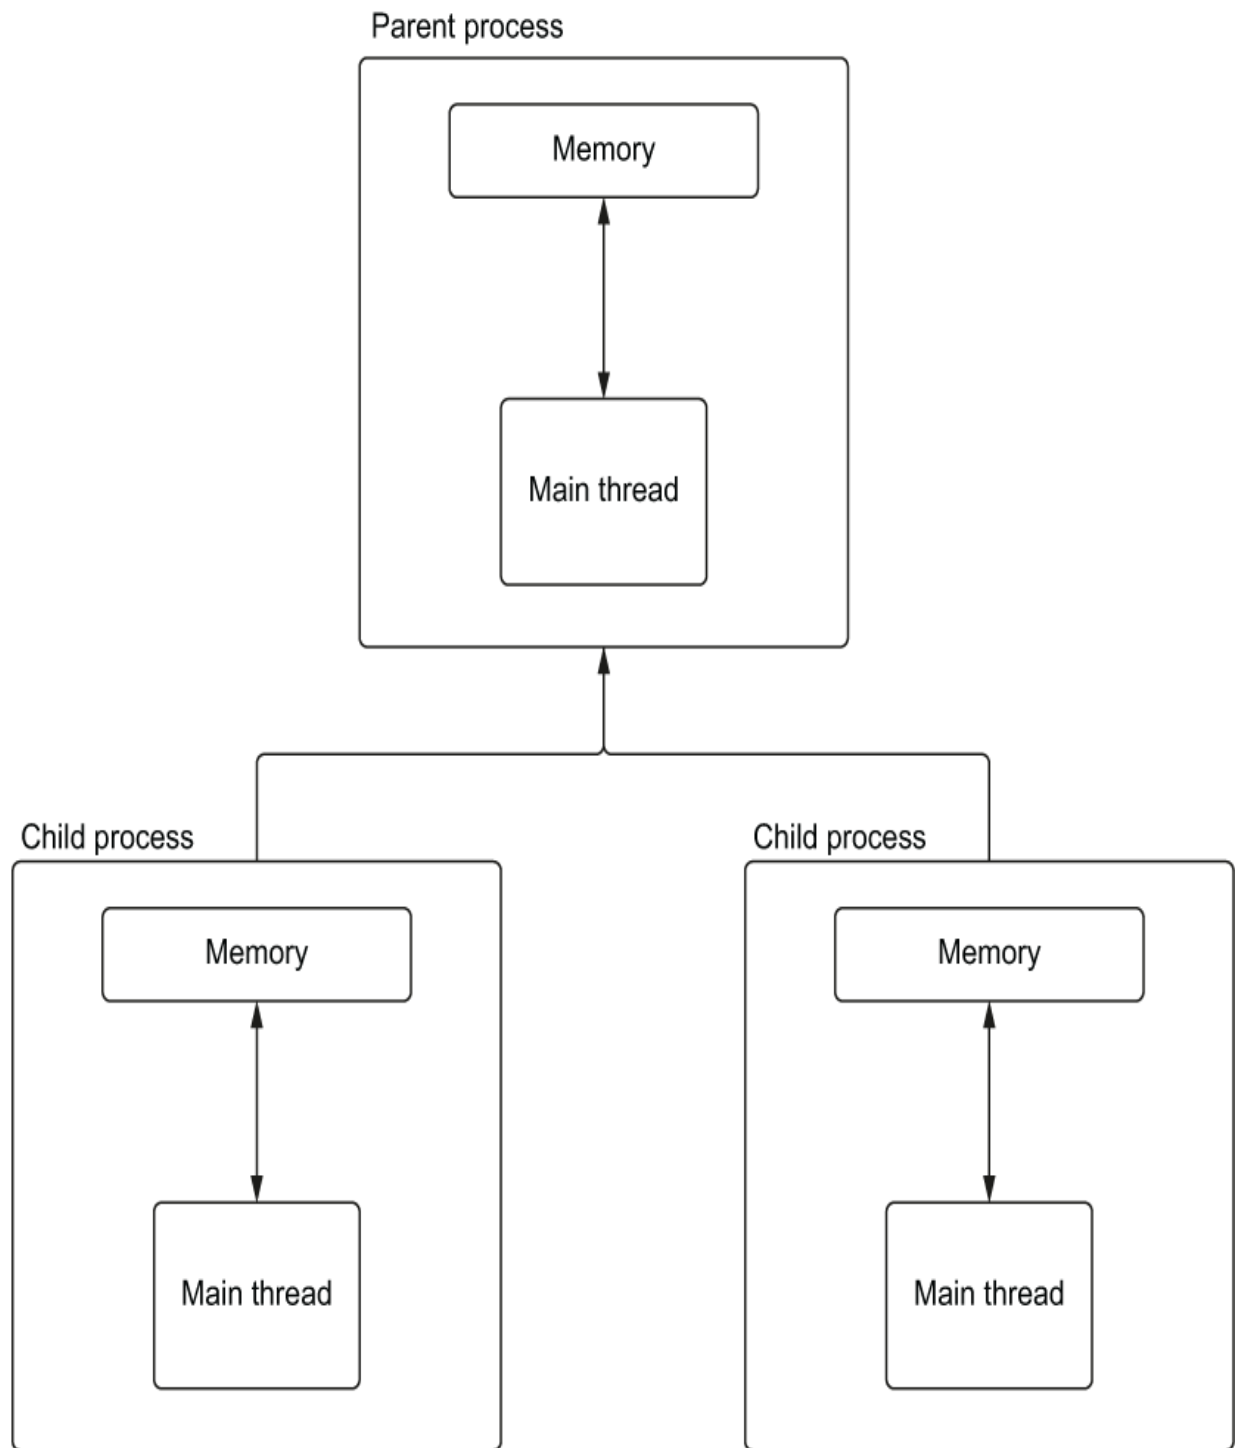 Parent process
Memory
Main thread
Child process
Child process
Memory
Memory
Main thread
Main thread